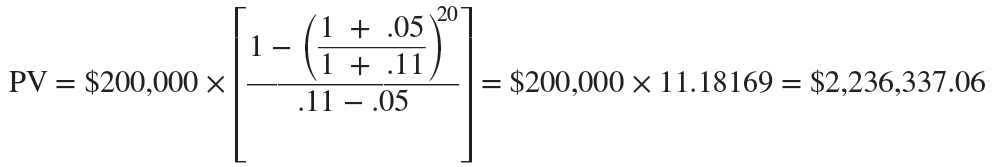 PV = $200,000 × [ 1 − ( 1 + .05 / 1 + .11 )^20 / .11 − .05 ] = $200,000 × 11.18169 = $2,236,337.06